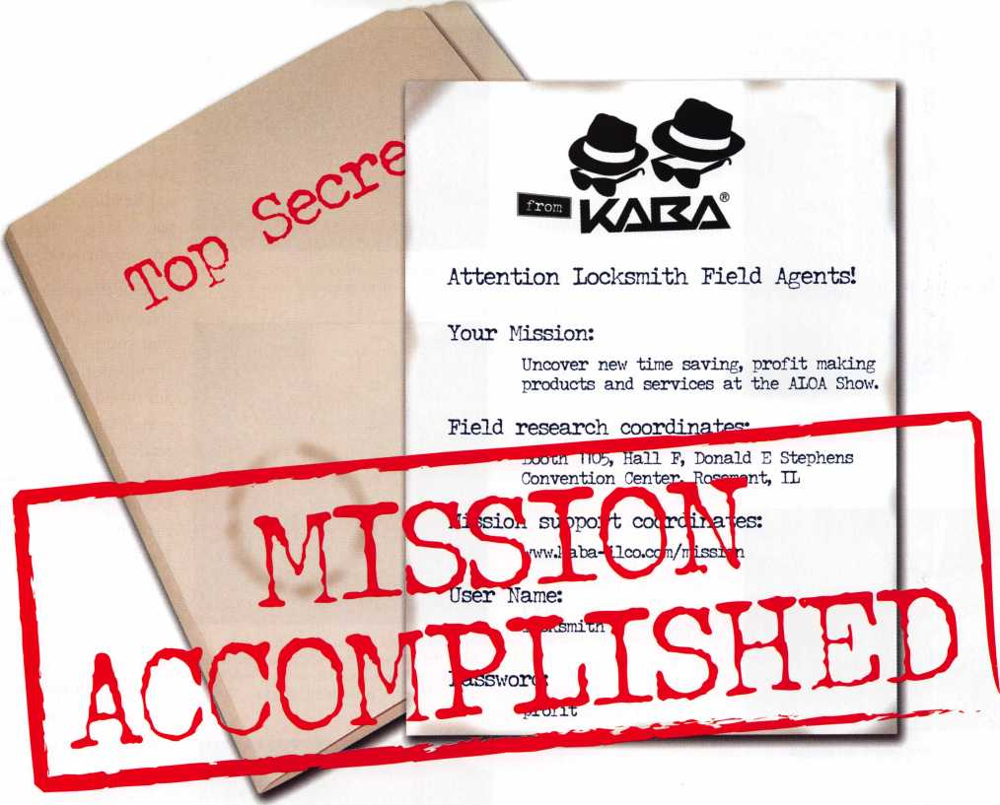 Top Secre
from KABA®
Attention Locksmith Field Agents!
Your Mission:
Uncover new time saving, profit making
products and services at the ALOA Show.
Field research coordinates:
Booth 1105, Hall F, Donald E Stephens
Convention Center, Rosemont, IL
Mission support coordinates:
www.kaba-ilco.com/mission
User Name:
locksmith
Password:
profit
MISSION
ACCOMPLISHED